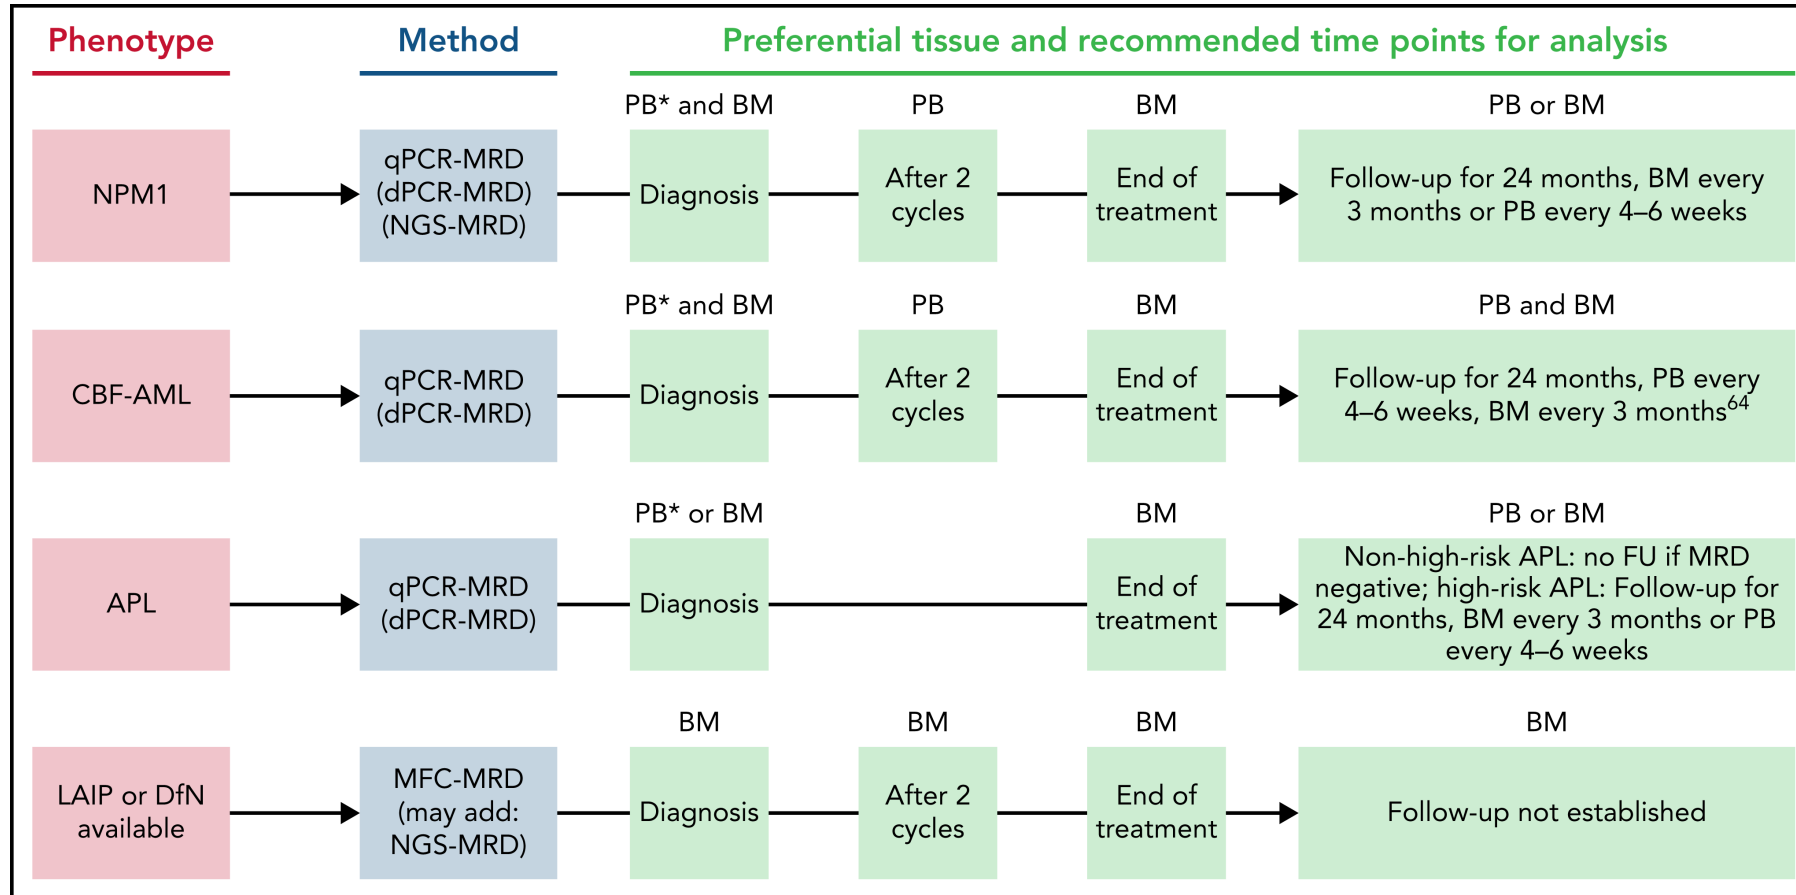 Phenotype
Method
Preferential tissue and recommended time points for analysis
PB* and BM
PB
BM
PB or BM
NPM1
qPCR-MRD
(dPCR-MRD)
(NGS-MRD)
Diagnosis
After 2
cycles
End of
treatment
Follow-up for 24 months, BM every
3 months or PB every 4–6 weeks
PB* and BM
PB
BM
PB and BM
CBF-AML
qPCR-MRD
(dPCR-MRD)
Diagnosis
After 2
cycles
End of
treatment
Follow-up for 24 months, PB every
4–6 weeks, BM every 3 months64
PB* or BM
BM
PB or BM
APL
qPCR-MRD
(dPCR-MRD)
Diagnosis
End of
treatment
Non-high-risk APL: no FU if MRD
negative; high-risk APL: Follow-up for
24 months, BM every 3 months or PB
every 4–6 weeks
BM
BM
BM
BM
LAIP or DfN
available
MFC-MRD
(may add:
NGS-MRD)
Diagnosis
After 2
cycles
End of
treatment
Follow-up not established